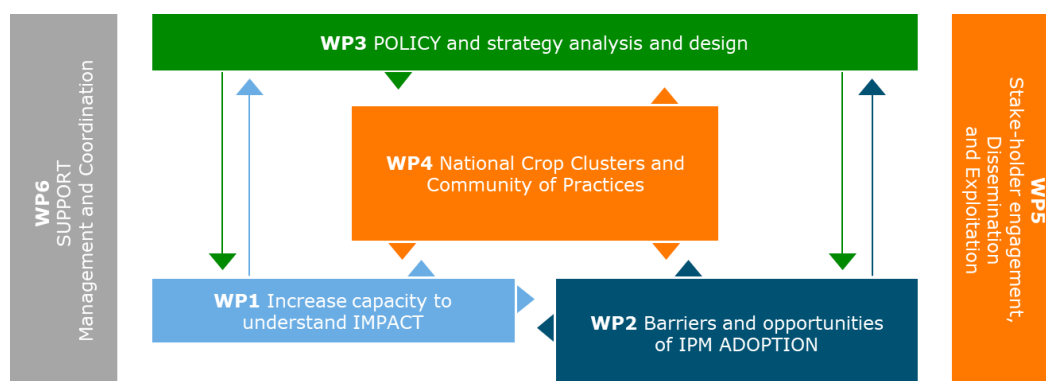 WP6
SUPPORT
Management and Coordination
WP3 POLICY and strategy analysis and design
WP4 National Crop Clusters and
Community of Practices
WP1 Increase capacity to
understand IMPACT
WP2 Barriers and opportunities
of IPM ADOPTION
WP5
Stake-holder engagement,
Dissemination
and Exploitation